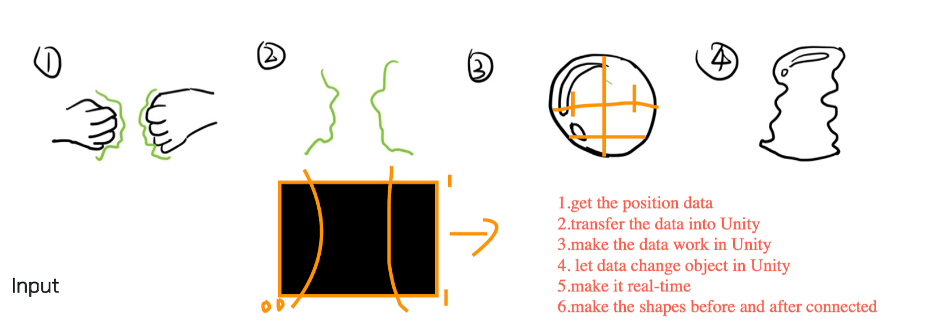 1
2
3
4
1
0 0
1
1.get the position data
2.transfer the data into Unity
3.make the data work in Unity
4. let data change object in Unity
5.make it real-time
6.make the shapes before and after connected
Input